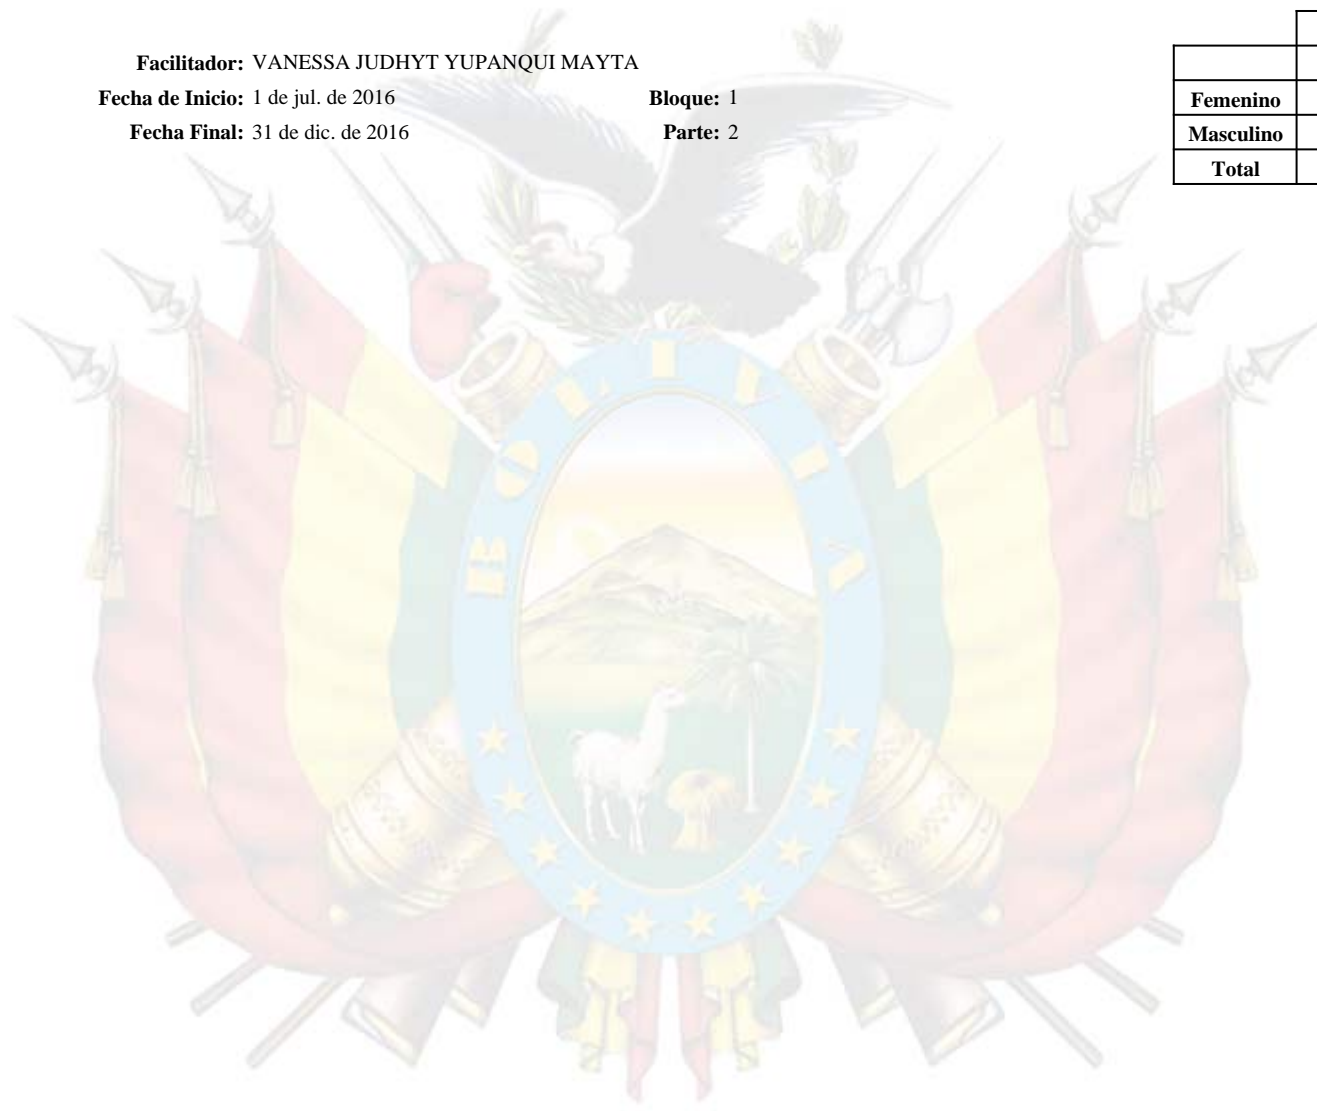 Facilitador: VANESSA JUDHYT YUPANQUI MAYTA
Fecha de Inicio: 1 de jul. de 2016 Bloque: 1
Fecha Final: 31 de dic. de 2016 Parte: 2
Femenino
Masculino
Total
BOLIVIA